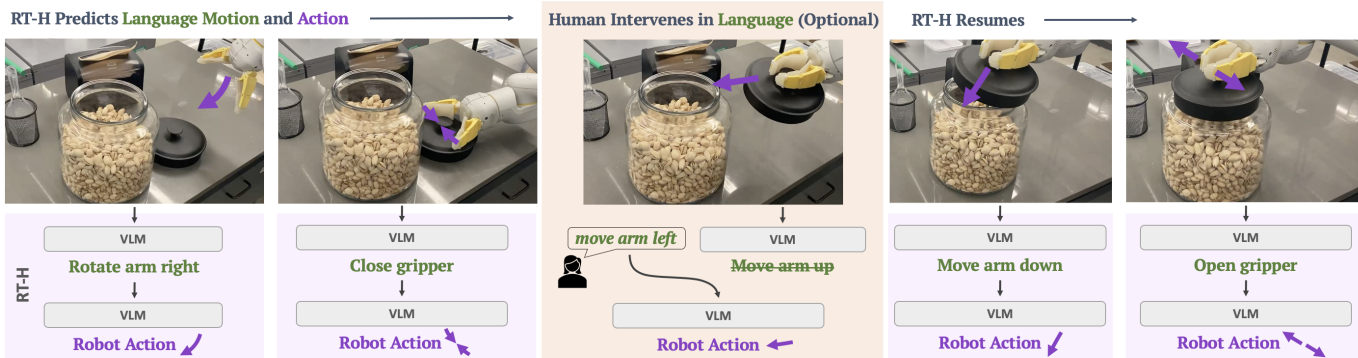 RT-H Predicts Language Motion and Action
Human Intervenes in Language (Optional)
RT-H Resumes
RT-H
VLM
Rotate arm right
VLM
Robot Action
VLM
Close gripper
VLM
Robot Action
move arm left
VLM
Move arm up
VLM
Robot Action
VLM
Move arm down
VLM
Robot Action
VLM
Open gripper
VLM
Robot Action